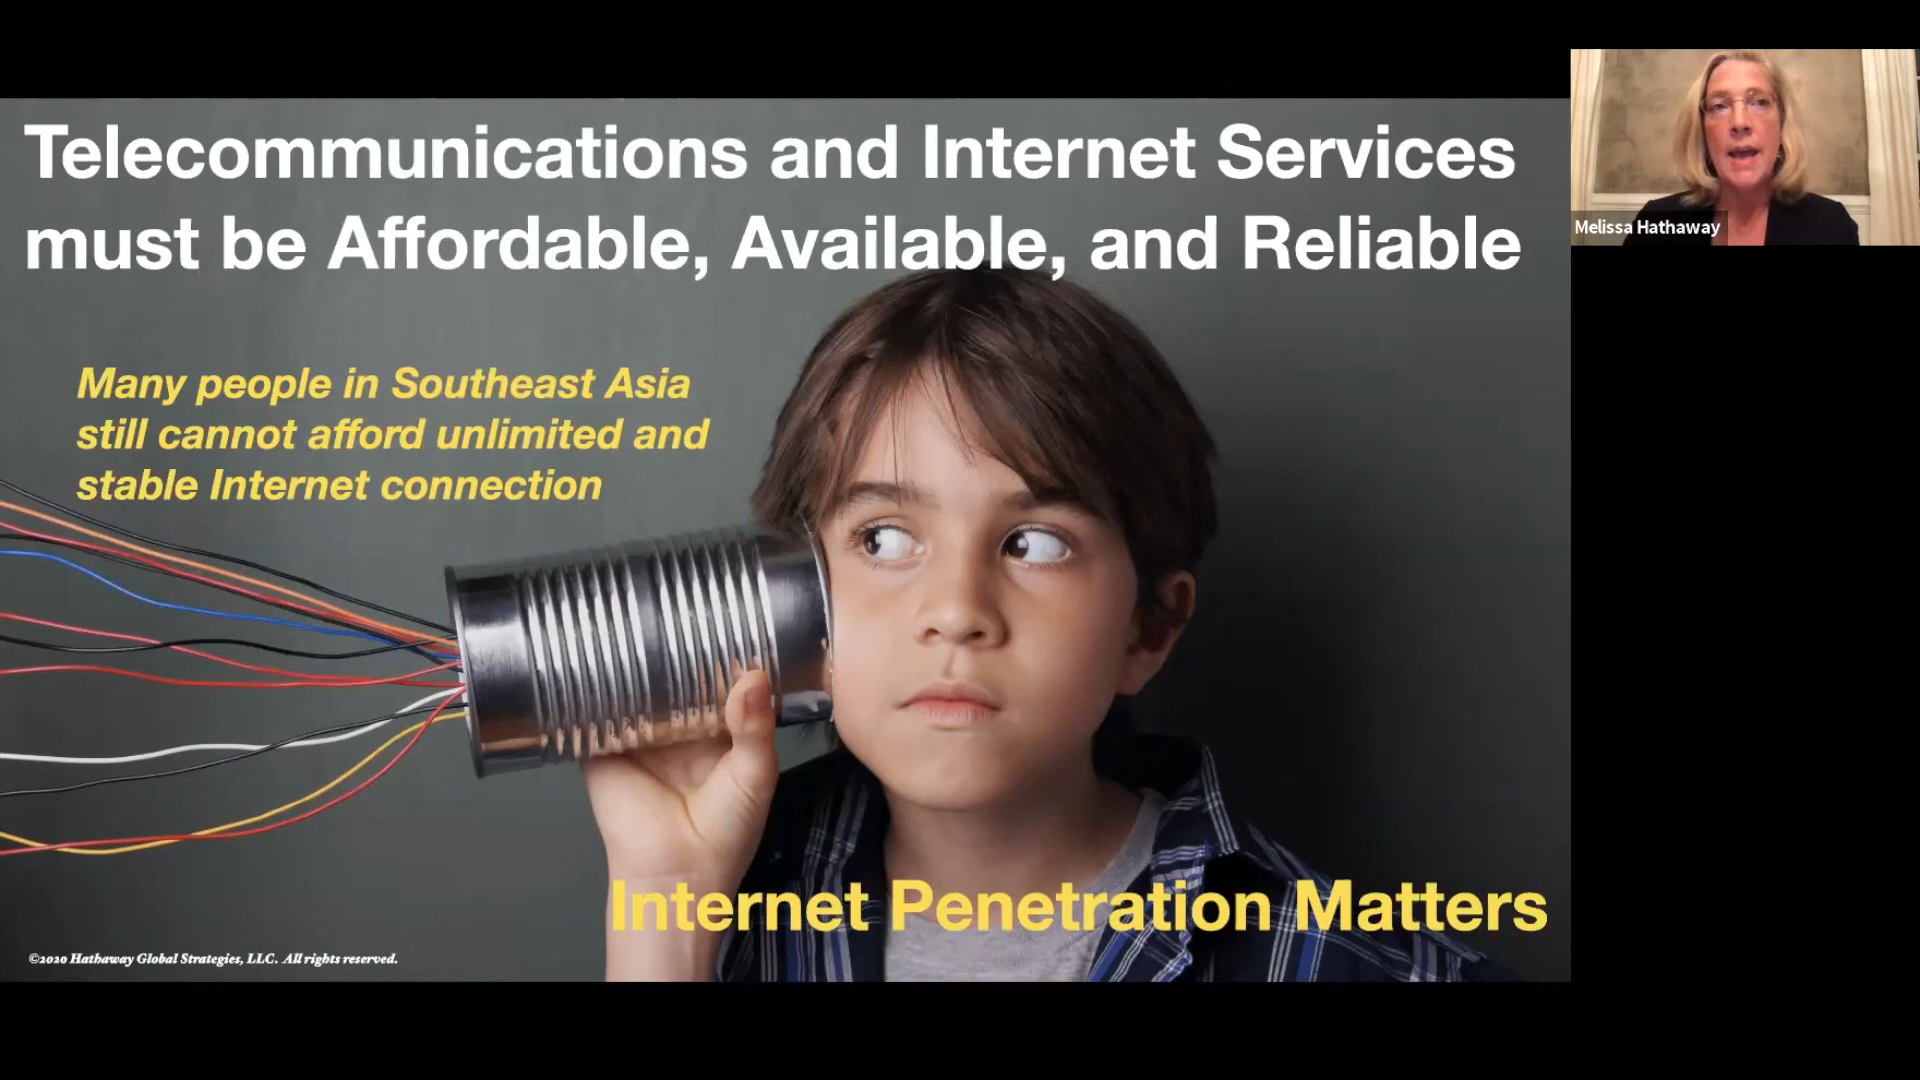 Telecommunications and Internet Services
must be Affordable, Available, and Reliable
Melissa Hathaway
Many people in Southeast Asia
still cannot afford unlimited and
stable Internet connection
Internet Penetration Matters
©2020 Hathaway Global Strategies, LLC. All rights reserved.